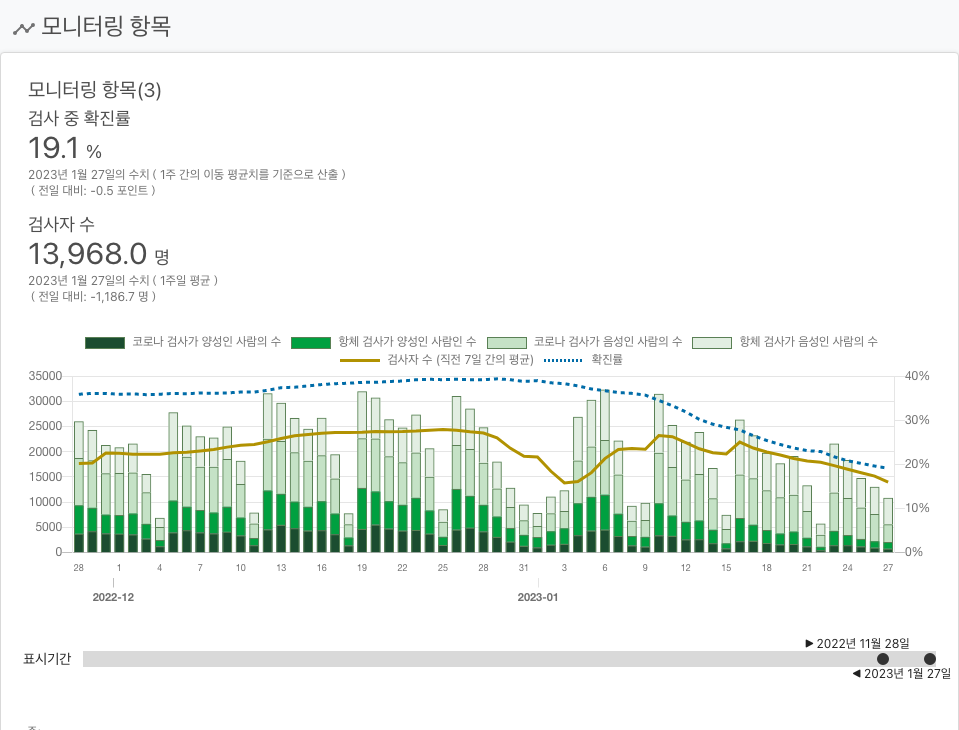 모니터링 항목
모니터링 항목(3)
검사 중 확진률
19.1 %
2023년 1월 27일의 수치 ( 1주 간의 이동 평균치를 기준으로 산출 )
( 전일 대비: -0.5 포인트 )
검사자 수
13,968.0 명
2023년 1월 27일의 수치 ( 1주일 평균 )
( 전일 대비: -1,186.7 명 )
코로나 검사가 양성인 사람의 수 항체 검사가 양성인 사람인 수 코로나 검사가 음성인 사람의 수 항체 검사가 음성인 사람의 수
검사자 수 (직전 7일 간의 평균) 확진률
35000 40%
30000
25000 30%
20000 20%
15000
10000 10%
5000
0 0%
28 1 4 7 10 13 16 19 22 25 28 31 3 6 9 12 15 18 21 24 27
2022-12 2023-01
▶ 2022년 11월 28일
표시기간
◀ 2023년 1월 27일